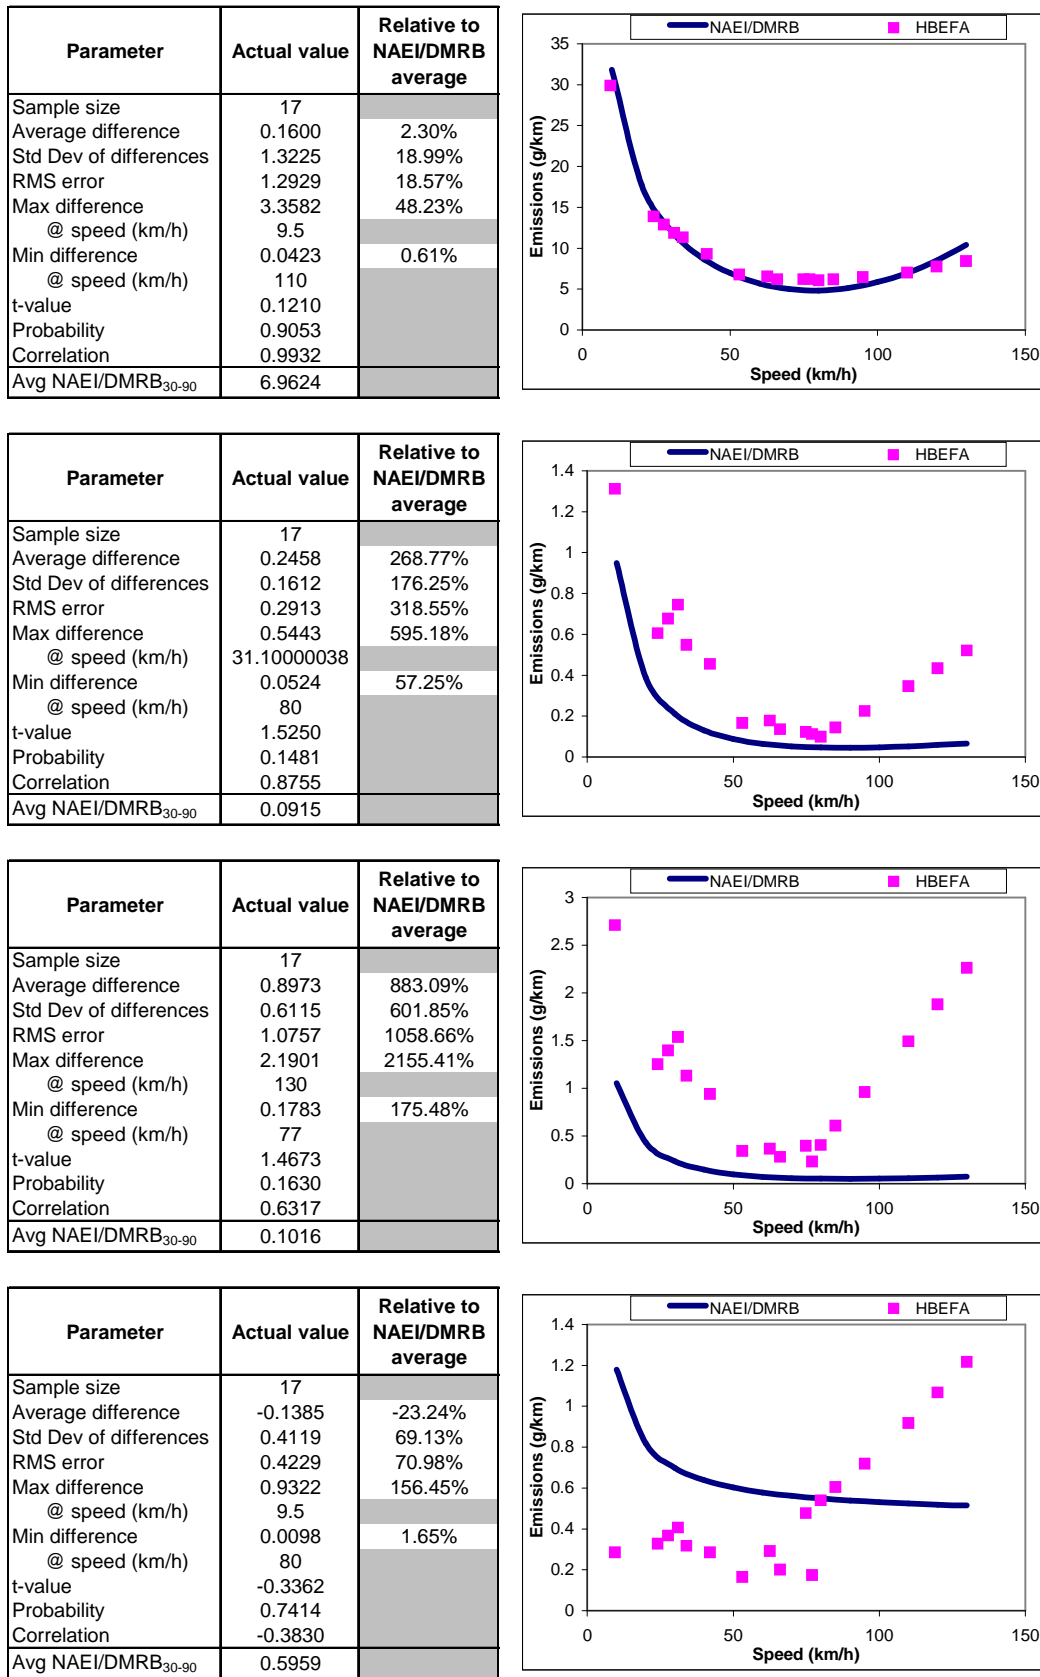 Parameter Actual value Relative to NAEI/DMRB average
Sample size 17
Average difference 0.1600 2.30%
Std Dev of differences 1.3225 18.99%
RMS error 1.2929 18.57%
Max difference 3.3582 48.23%
@ speed (km/h) 9.5
Min difference 0.0423 0.61%
@ speed (km/h) 110
t-value 0.1210
Probability 0.9053
Correlation 0.9932
Avg NAEI/DMRB30-90 6.9624
NAEI/DMRB HBEFA
Emissions (g/km)
35
30
25
20
15
10
5
0
0 50 100 150
Speed (km/h)
Parameter Actual value Relative to NAEI/DMRB average
Sample size 17
Average difference 0.2458 268.77%
Std Dev of differences 0.1612 176.25%
RMS error 0.2913 318.55%
Max difference 0.5443 595.18%
@ speed (km/h) 31.10000038
Min difference 0.0524 57.25%
@ speed (km/h) 80
t-value 1.5250
Probability 0.1481
Correlation 0.8755
Avg NAEI/DMRB30-90 0.0915
NAEI/DMRB HBEFA
Emissions (g/km)
1.4
1.2
1
0.8
0.6
0.4
0.2
0
0 50 100 150
Speed (km/h)
Parameter Actual value Relative to NAEI/DMRB average
Sample size 17
Average difference 0.8973 883.09%
Std Dev of differences 0.6115 601.85%
RMS error 1.0757 1058.66%
Max difference 2.1901 2155.41%
@ speed (km/h) 130
Min difference 0.1783 175.48%
@ speed (km/h) 77
t-value 1.4673
Probability 0.1630
Correlation 0.6317
Avg NAEI/DMRB30-90 0.1016
NAEI/DMRB HBEFA
Emissions (g/km)
3
2.5
2
1.5
1
0.5
0
0 50 100 150
Speed (km/h)
Parameter Actual value Relative to NAEI/DMRB average
Sample size 17
Average difference -0.1385 -23.24%
Std Dev of differences 0.4119 69.13%
RMS error 0.4229 70.98%
Max difference 0.9322 156.45%
@ speed (km/h) 9.5
Min difference 0.0098 1.65%
@ speed (km/h) 80
t-value -0.3362
Probability 0.7414
Correlation -0.3830
Avg NAEI/DMRB30-90 0.5959
NAEI/DMRB HBEFA
Emissions (g/km)
1.4
1.2
1
0.8
0.6
0.4
0.2
0
0 50 100 150
Speed (km/h)